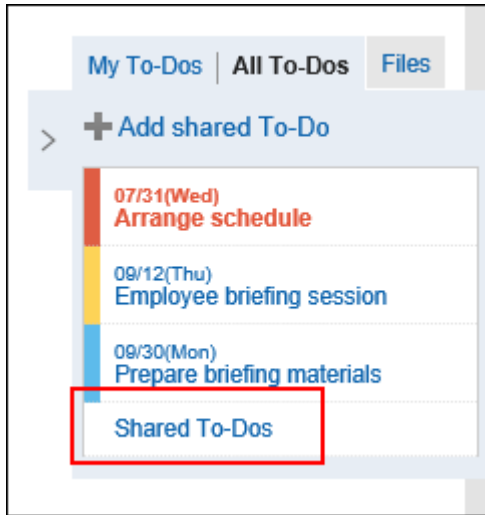 My To-Dos | All To-Dos Files
Add shared To-Do
07/31(Wed)
Arrange schedule
09/12(Thu)
Employee briefing session
09/30(Mon)
Prepare briefing materials
Shared To-Dos